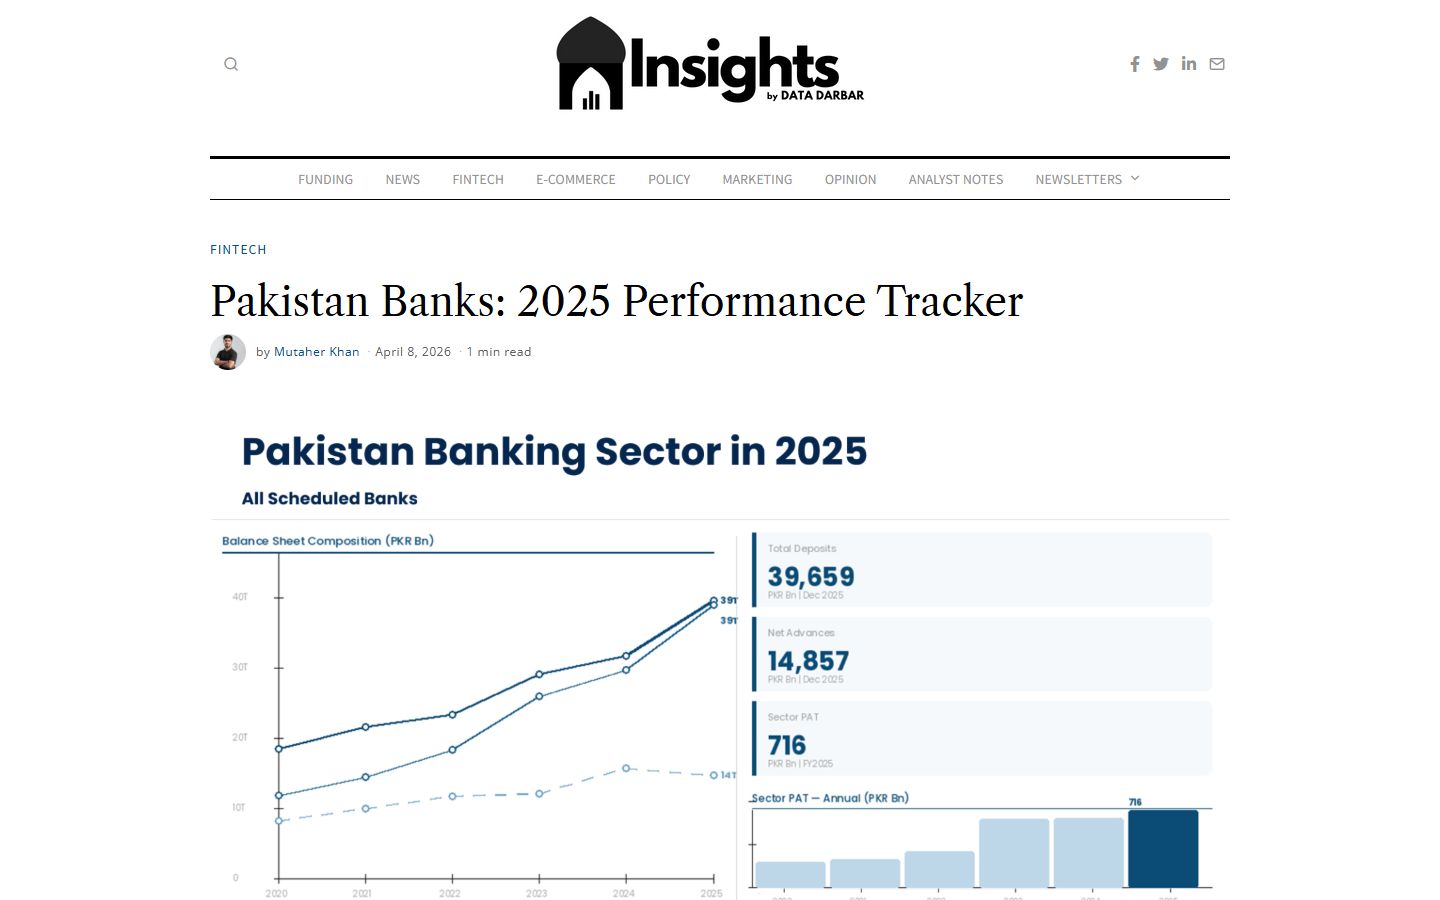 Insights
by DATA DARBAR
FUNDING NEWS FINTECH E-COMMERCE POLICY MARKETING OPINION ANALYST NOTES NEWSLETTERS
FINTECH
Pakistan Banks: 2025 Performance Tracker
by Mutaher Khan · April 8, 2026 · 1 min read
Pakistan Banking Sector in 2025
All Scheduled Banks
Balance Sheet Composition (PKR Bn)
40T
30T
20T
10T
0
39T
39T
14T
2020 2021 2022 2023 2024 2025
Total Deposits
39,659
PKR Bn | Dec 2025
Net Advances
14,857
PKR Bn | Dec 2025
Sector PAT
716
PKR Bn | FY2025
Sector PAT — Annual (PKR Bn)
716